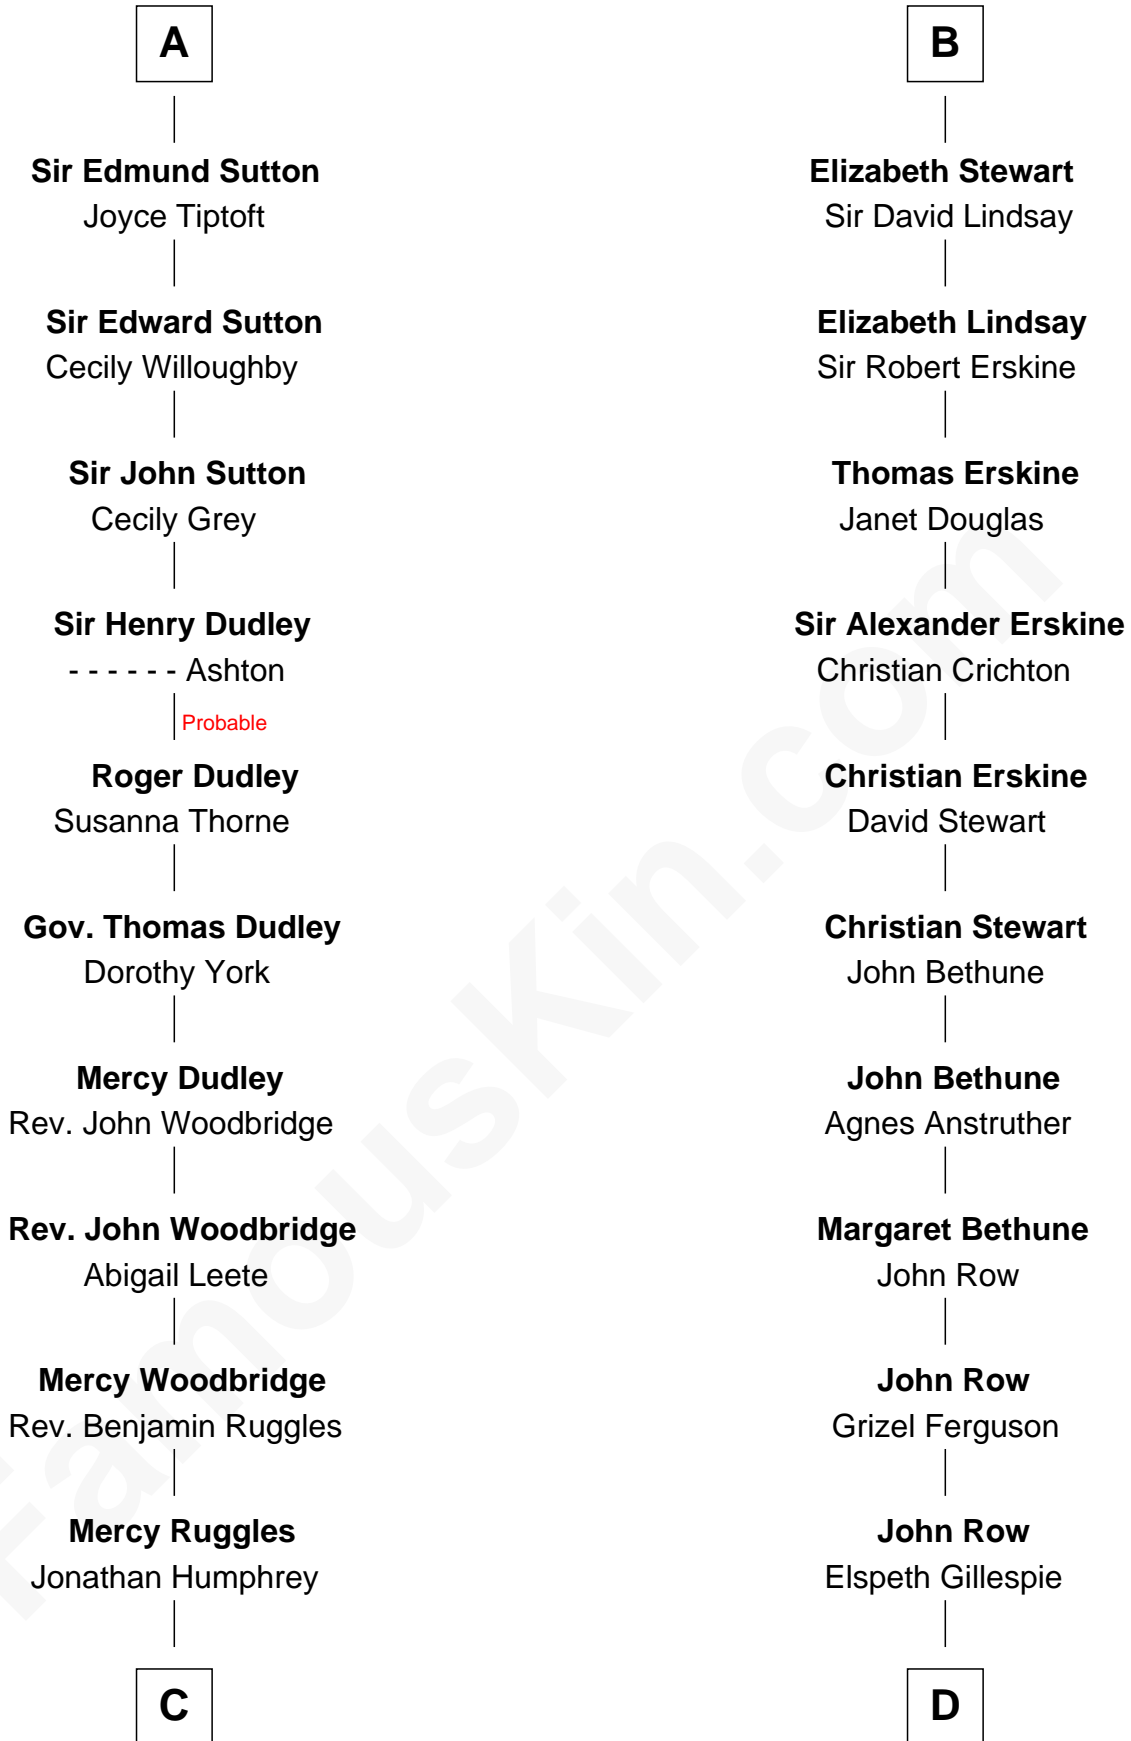 A
Sir Edmund Sutton
Joyce Tiptoft
Sir Edward Sutton
Cecily Willoughby
Sir John Sutton
Cecily Grey
Sir Henry Dudley
- - - - - - Ashton
Probable
Roger Dudley
Susanna Thorne
Gov. Thomas Dudley
Dorothy York
Mercy Dudley
Rev. John Woodbridge
Rev. John Woodbridge
Abigail Leete
Mercy Woodbridge
Rev. Benjamin Ruggles
Mercy Ruggles
Jonathan Humphrey
C
B
Elizabeth Stewart
Sir David Lindsay
Elizabeth Lindsay
Sir Robert Erskine
Thomas Erskine
Janet Douglas
Sir Alexander Erskine
Christian Crichton
Christian Erskine
David Stewart
Christian Stewart
John Bethune
John Bethune
Agnes Anstruther
Margaret Bethune
John Row
John Row
Grizel Ferguson
John Row
Elspeth Gillespie
D
FamousKin.com